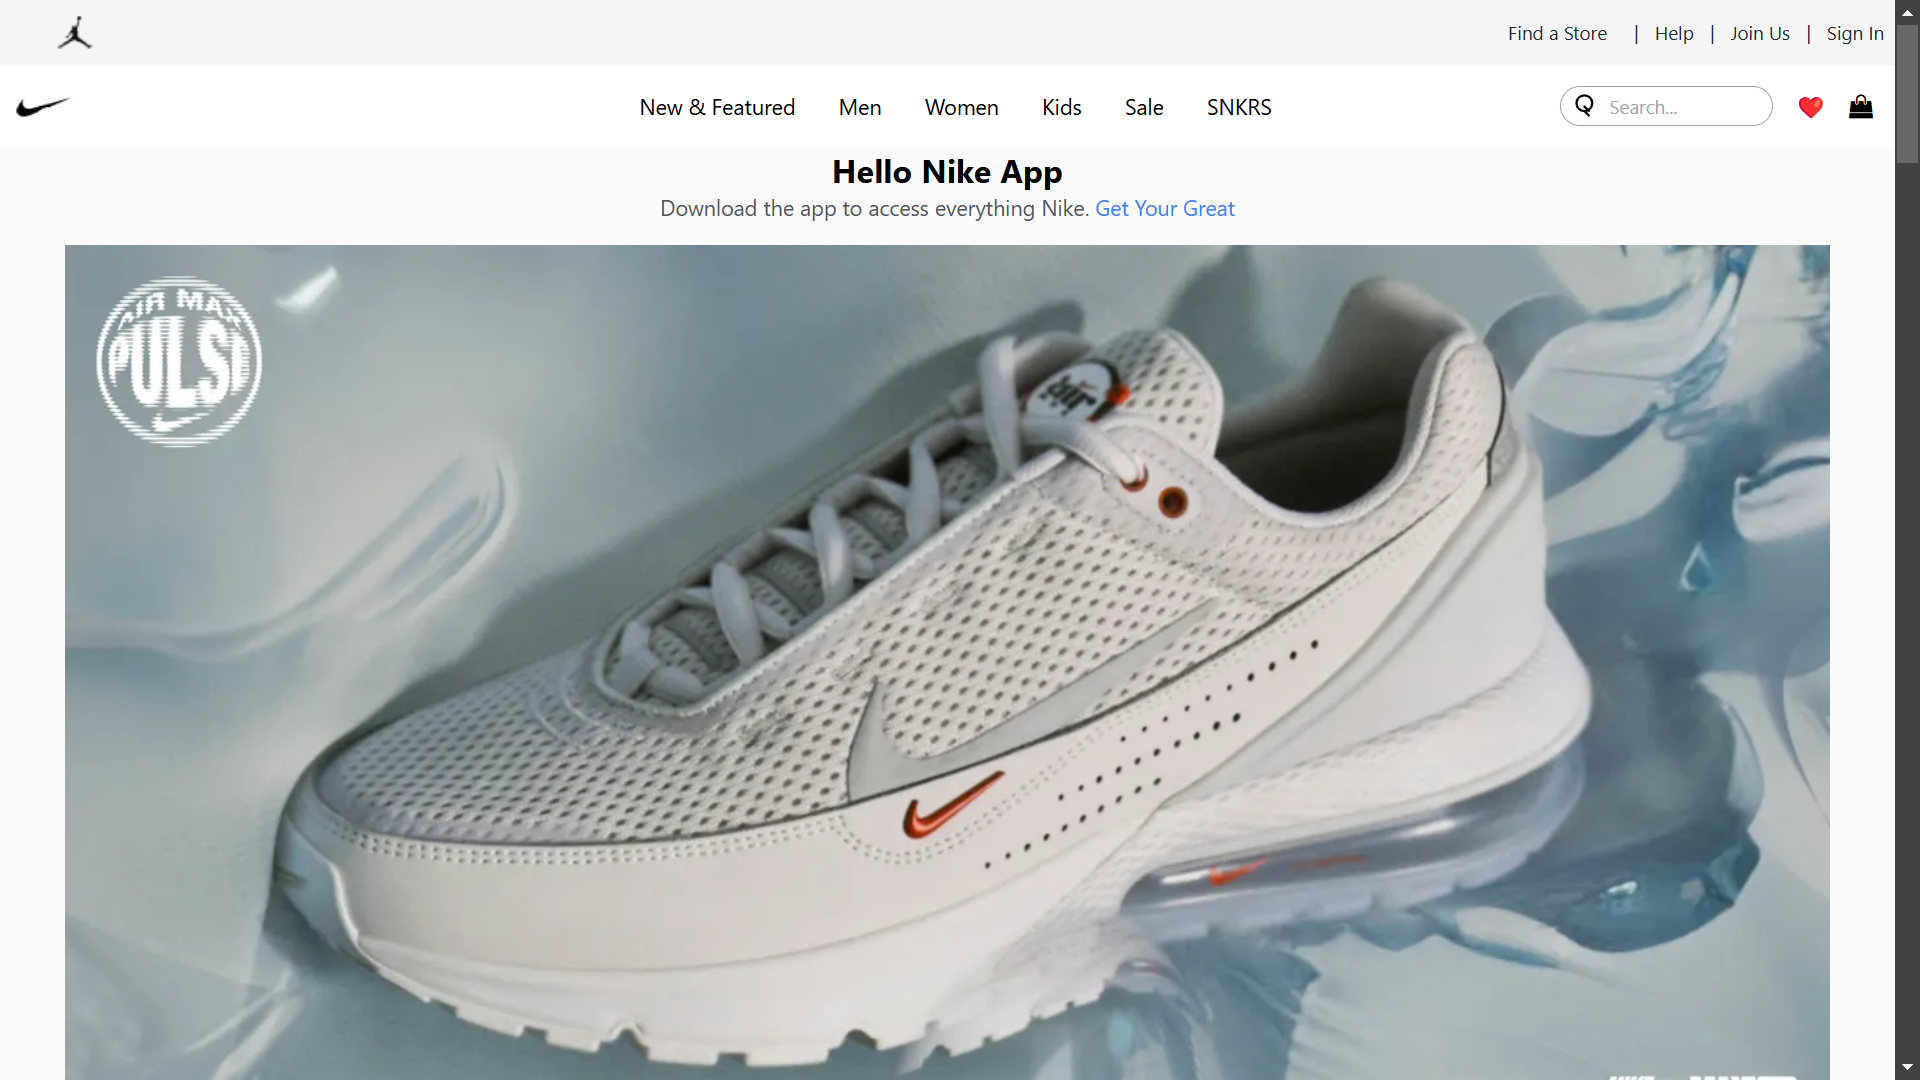 Find a Store | Help | Join Us | Sign In
New & Featured Men Women Kids Sale SNKRS
Search...
Hello Nike App
Download the app to access everything Nike. Get Your Great
AIR MAX
PULSE
air